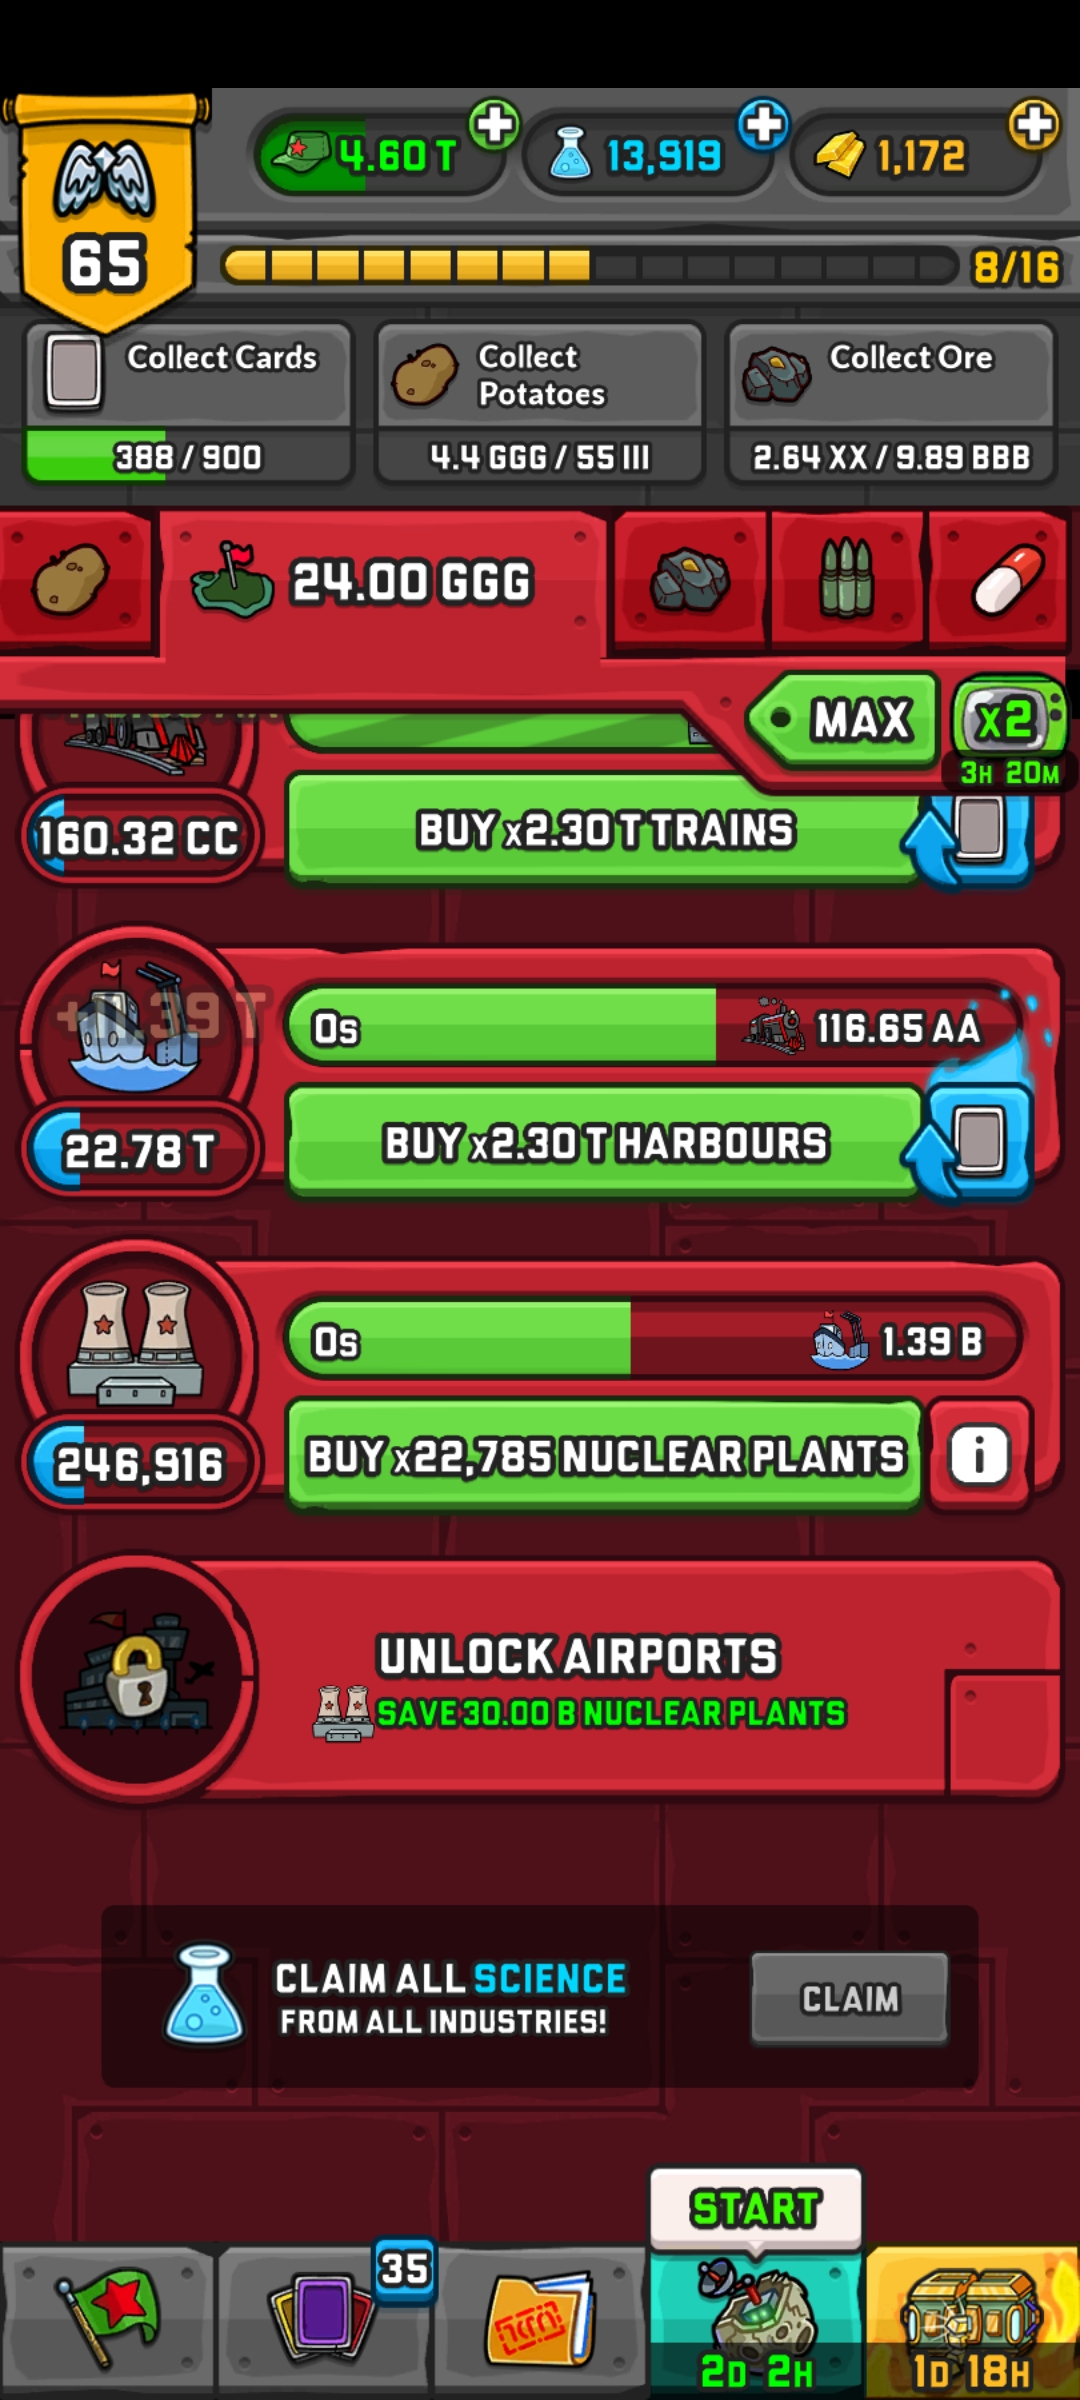 4.60 T
13,919
1,172
65
8/16
Collect Cards
388 / 900
Collect
Potatoes
4.4 GGG / 55 III
Collect Ore
2.64 XX / 9.89 BBB
24.00 GGG
MAX
x2
3H 20M
160.32 CC
BUY x2.30 T TRAINS
0s
116.65 AA
22.78 T
BUY x2.30 T HARBOURS
0s
1.39 B
246,916
BUY x22,785 NUCLEAR PLANTS
i
UNLOCK AIRPORTS
SAVE 30.00 B NUCLEAR PLANTS
CLAIM ALL SCIENCE
FROM ALL INDUSTRIES!
CLAIM
START
35
2D 2H
1D 18H